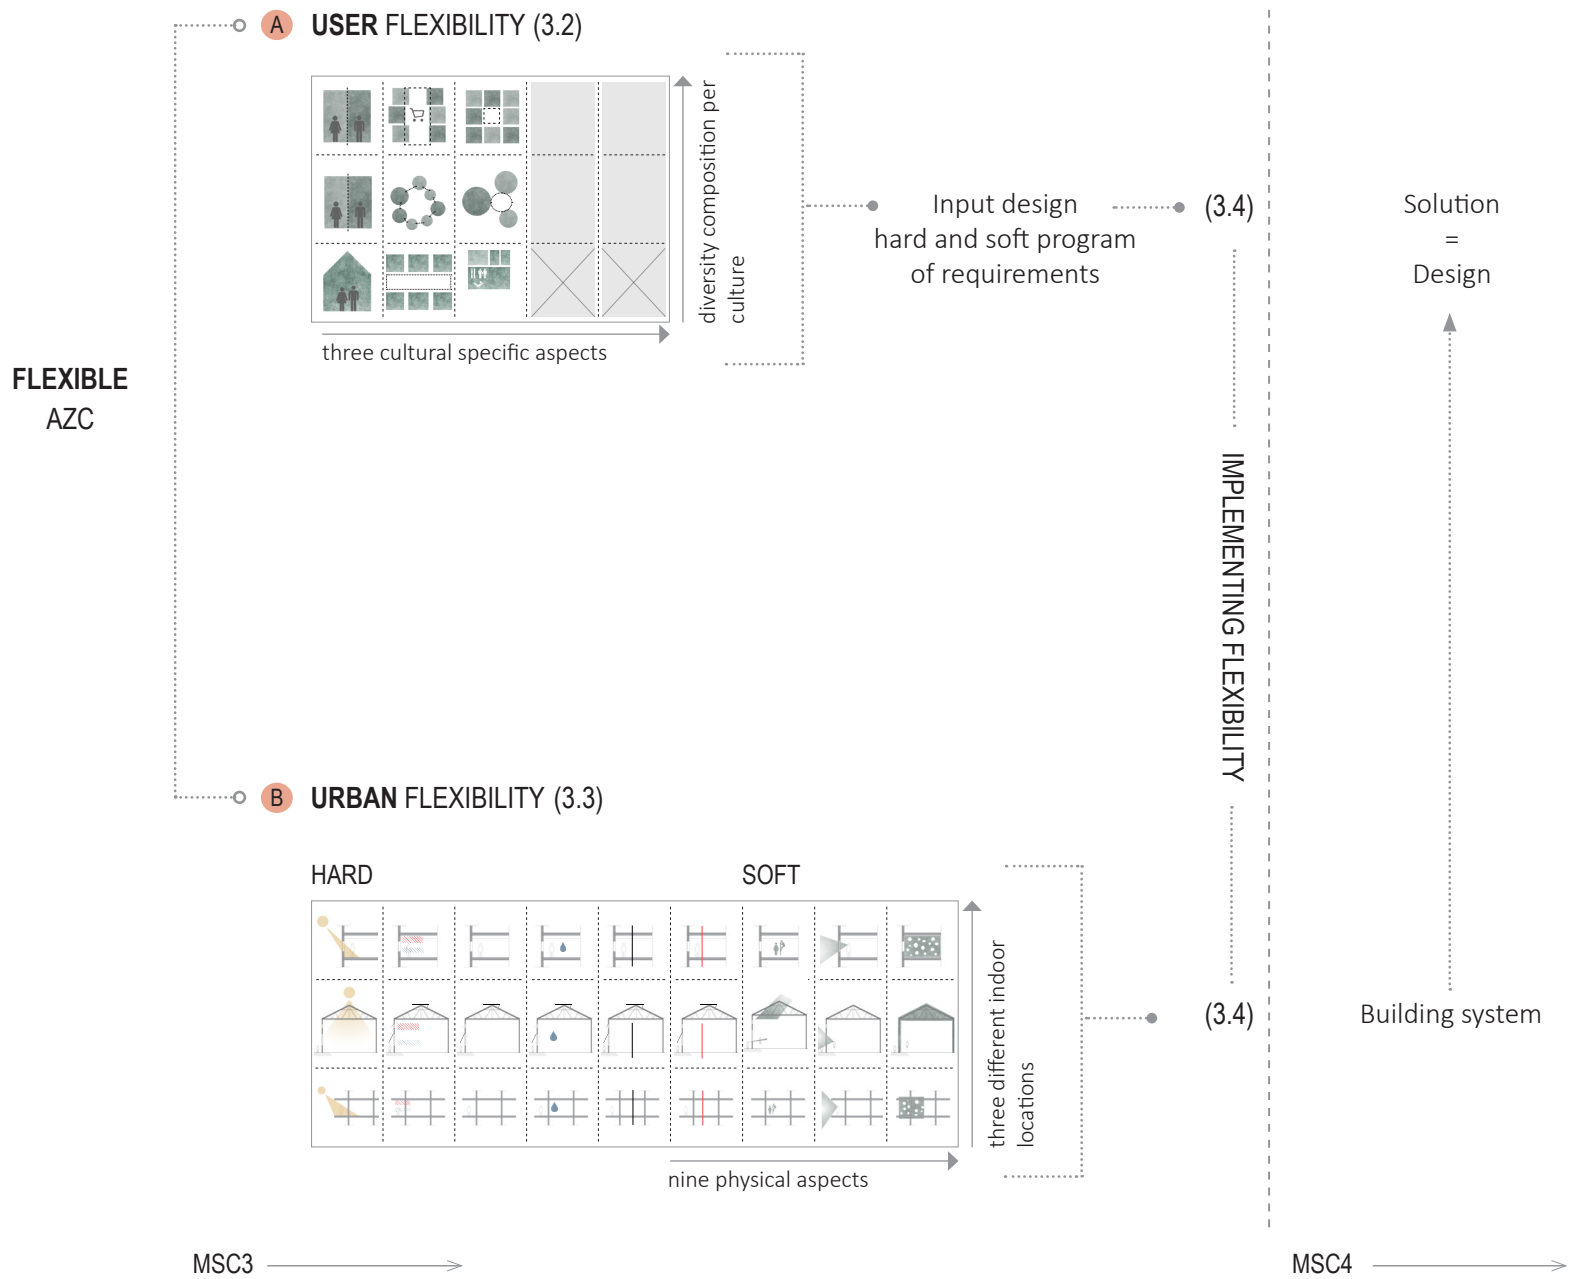 A USER FLEXIBILITY (3.2)
diversity composition per
culture
three cultural specific aspects
Input design
hard and soft program
of requirements
(3.4)
Solution
=
Design
FLEXIBLE
AZC
IMPLEMENTING FLEXIBILITY
B URBAN FLEXIBILITY (3.3)
HARD
SOFT
three different indoor
locations
nine physical aspects
(3.4)
Building system
MSC3
MSC4